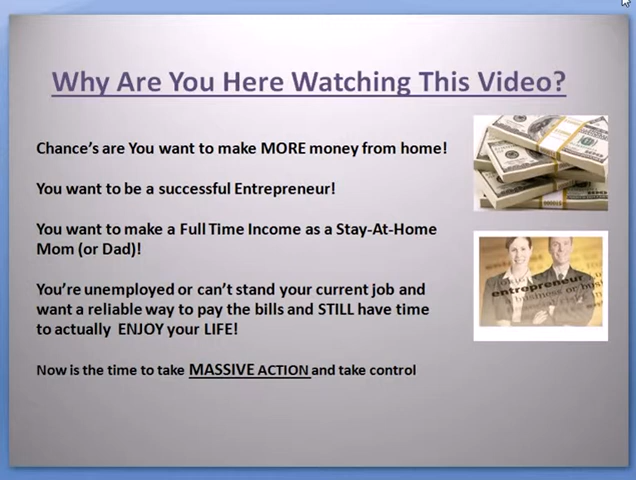 Why Are You Here Watching This Video?
Chance's are You want to make MORE money from home!
You want to be a successful Entrepreneur!
You want to make a Full Time Income as a Stay-At-Home
Mom (or Dad)!
You're unemployed or can't stand your current job and
want a reliable way to pay the bills and STILL have time
to actually ENJOY your LIFE!
Now is the time to take MASSIVE ACTION and take control
entrepreneur